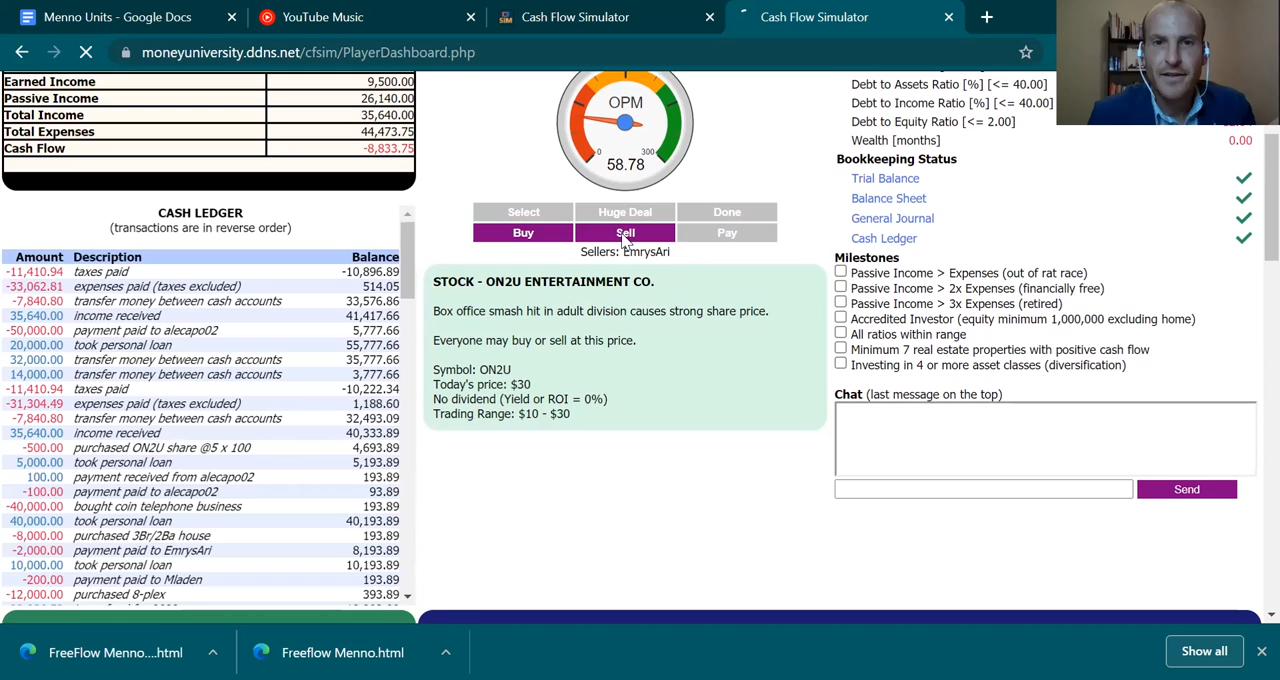 Menno Units - Google Docs
YouTube Music
Cash Flow Simulator
Cash Flow Simulator
moneyuniversity.ddns.net/cfsim/PlayerDashboard.php
Earned Income 9,500.00
Passive Income 26,140.00
Total Income 35,640.00
Total Expenses 44,473.75
Cash Flow -8,833.75
CASH LEDGER
(transactions are in reverse order)
Amount Description Balance
-11,410.94 taxes paid -10,896.89
-33,062.81 expenses paid (taxes excluded) 514.05
-7,840.80 transfer money between cash accounts 33,576.86
35,640.00 income received 41,417.66
-50,000.00 payment paid to alecapo02 5,777.66
20,000.00 took personal loan 55,777.66
32,000.00 transfer money between cash accounts 35,777.66
14,000.00 transfer money between cash accounts 3,777.66
-11,410.94 taxes paid -10,222.34
-31,304.49 expenses paid (taxes excluded) 1,188.60
-7,840.80 transfer money between cash accounts 32,493.09
35,640.00 income received 40,333.89
-500.00 purchased ON2U share @5 x 100 4,693.89
5,000.00 took personal loan 5,193.89
100.00 payment received from alecapo02 193.89
-100.00 payment paid to alecapo02 93.89
-40,000.00 bought coin telephone business 193.89
40,000.00 took personal loan 40,193.89
-8,000.00 purchased 3Br/2Ba house 193.89
-2,000.00 payment paid to EmrysAri 8,193.89
10,000.00 took personal loan 10,193.89
-200.00 payment paid to Mladen 193.89
-12,000.00 purchased 8-plex 393.89
OPM
0 300
58.78
Select Huge Deal Done
Buy Sell Pay
Sellers: EmrysAri
STOCK - ON2U ENTERTAINMENT CO.
Box office smash hit in adult division causes strong share price.
Everyone may buy or sell at this price.
Symbol: ON2U
Today's price: $30
No dividend (Yield or ROI = 0%)
Trading Range: $10 - $30
Debt to Assets Ratio [%] [<= 40.00]
Debt to Income Ratio [%] [<= 40.00]
Debt to Equity Ratio [<= 2.00]
Wealth [months] 0.00
Bookkeeping Status
Trial Balance
Balance Sheet
General Journal
Cash Ledger
Milestones
Passive Income > Expenses (out of rat race)
Passive Income > 2x Expenses (financially free)
Passive Income > 3x Expenses (retired)
Accredited Investor (equity minimum 1,000,000 excluding home)
All ratios within range
Minimum 7 real estate properties with positive cash flow
Investing in 4 or more asset classes (diversification)
Chat (last message on the top)
Send
FreeFlow Menno....html
Freeflow Menno.html
Show all